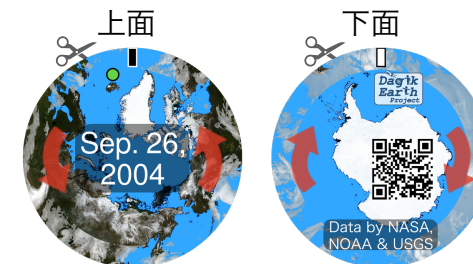 上面
下面
Sep. 26,
2004
Dagik
Earth
Project
Data by NASA,
NOAA & USGS